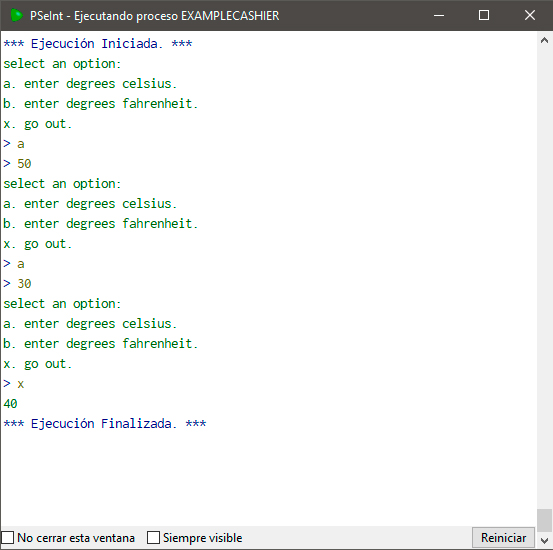 PSeInt - Ejecutando proceso EXAMPLECASHIER
*** Ejecución Iniciada. ***
select an option:
a. enter degrees celsius.
b. enter degrees fahrenheit.
x. go out.
> a
> 50
select an option:
a. enter degrees celsius.
b. enter degrees fahrenheit.
x. go out.
> a
> 30
select an option:
a. enter degrees celsius.
b. enter degrees fahrenheit.
x. go out.
> x
40
*** Ejecución Finalizada. ***
No cerrar esta ventana Siempre visible Reiniciar